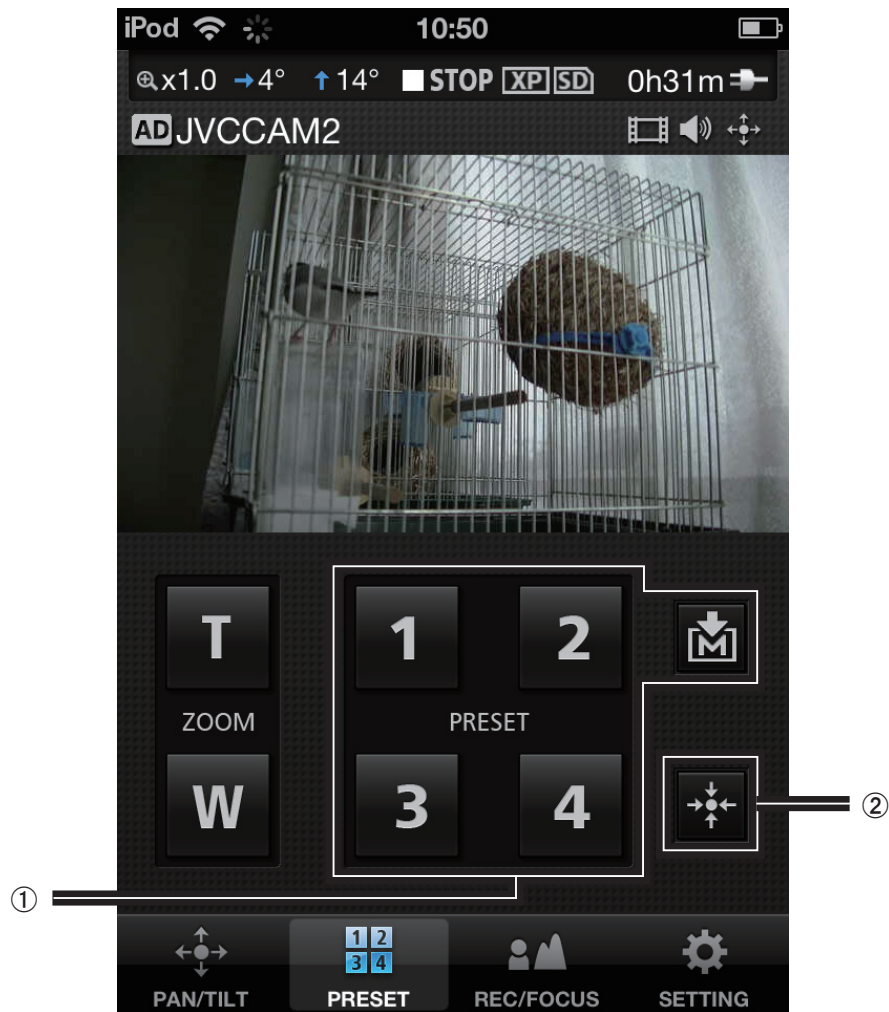 iPod 10:50
x1.0 4° 14° STOP XP SD 0h31m
AD JVCCAM2
T 1 2 M
ZOOM PRESET
W 3 4
②
①
1 2
3 4
PAN/TILT PRESET REC/FOCUS SETTING